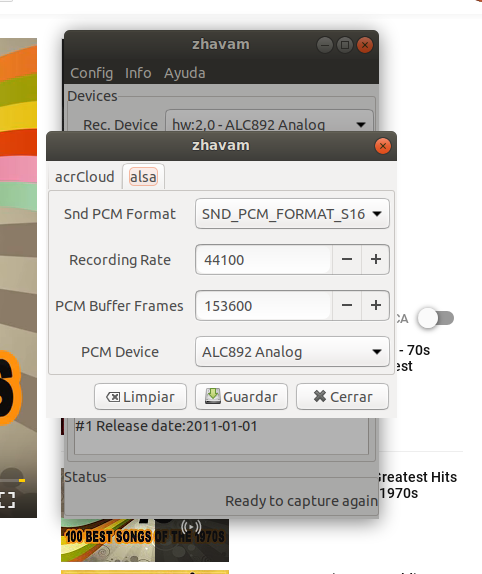 zhavam
Config Info Ayuda
Devices
Rec. Device hw:2,0 - ALC892 Analog
zhavam
acrCloud alsa
Snd PCM Format SND_PCM_FORMAT_S16
Recording Rate 44100
PCM Buffer Frames 153600
PCM Device ALC892 Analog
Limpiar Guardar Cerrar
#1 Release date:2011-01-01
Status
Ready to capture again
CA
- 70s
est
Greatest Hits
1970s
100 BEST SONGS OF THE 1970s